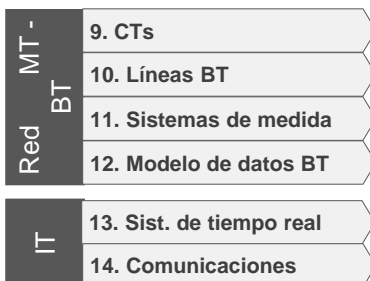 Red MT -
BT
9. CTs
10. Líneas BT
11. Sistemas de medida
12. Modelo de datos BT
IT
13. Sist. de tiempo real
14. Comunicaciones